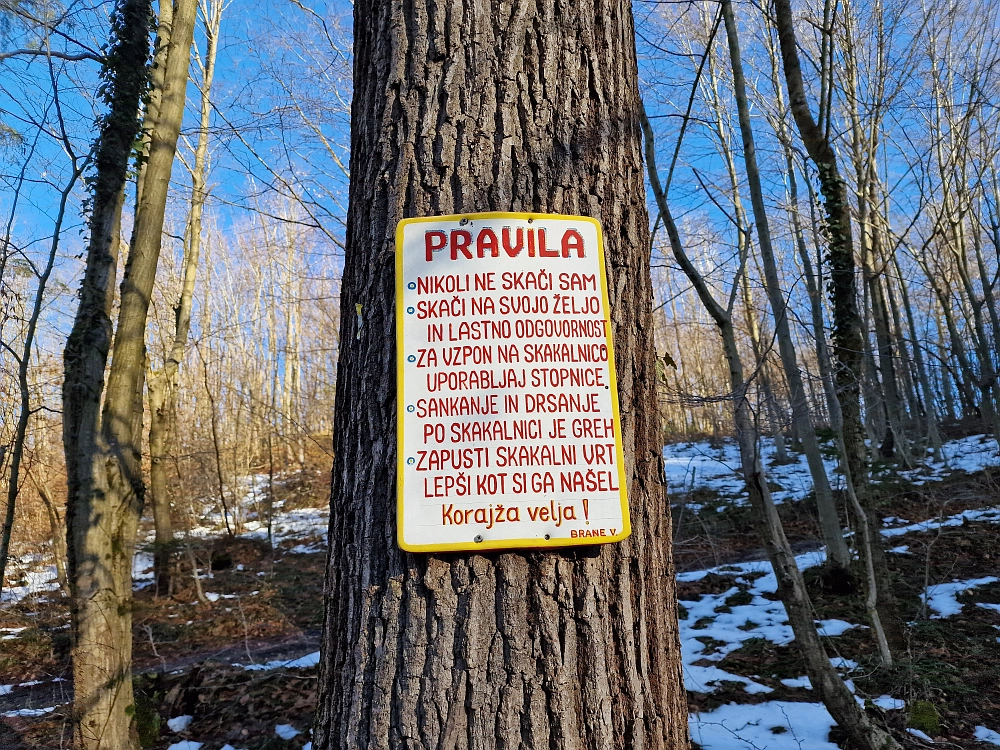 PRAVILA
NIKOLI NE SKAČI SAM
SKAČI NA SVOJO ŽELJO
IN LASTNO ODGOVORNOST
ZA VZPON NA SKAKALNICO
UPORABLJAJ STOPNICE.
SANKANJE IN DRSANJE
PO SKAKALNICI JE GREH
ZAPUSTI SKAKALNI VRT
LEPŠI KOT SI GA NAŠEL
Korajža velja!
BRANE V.